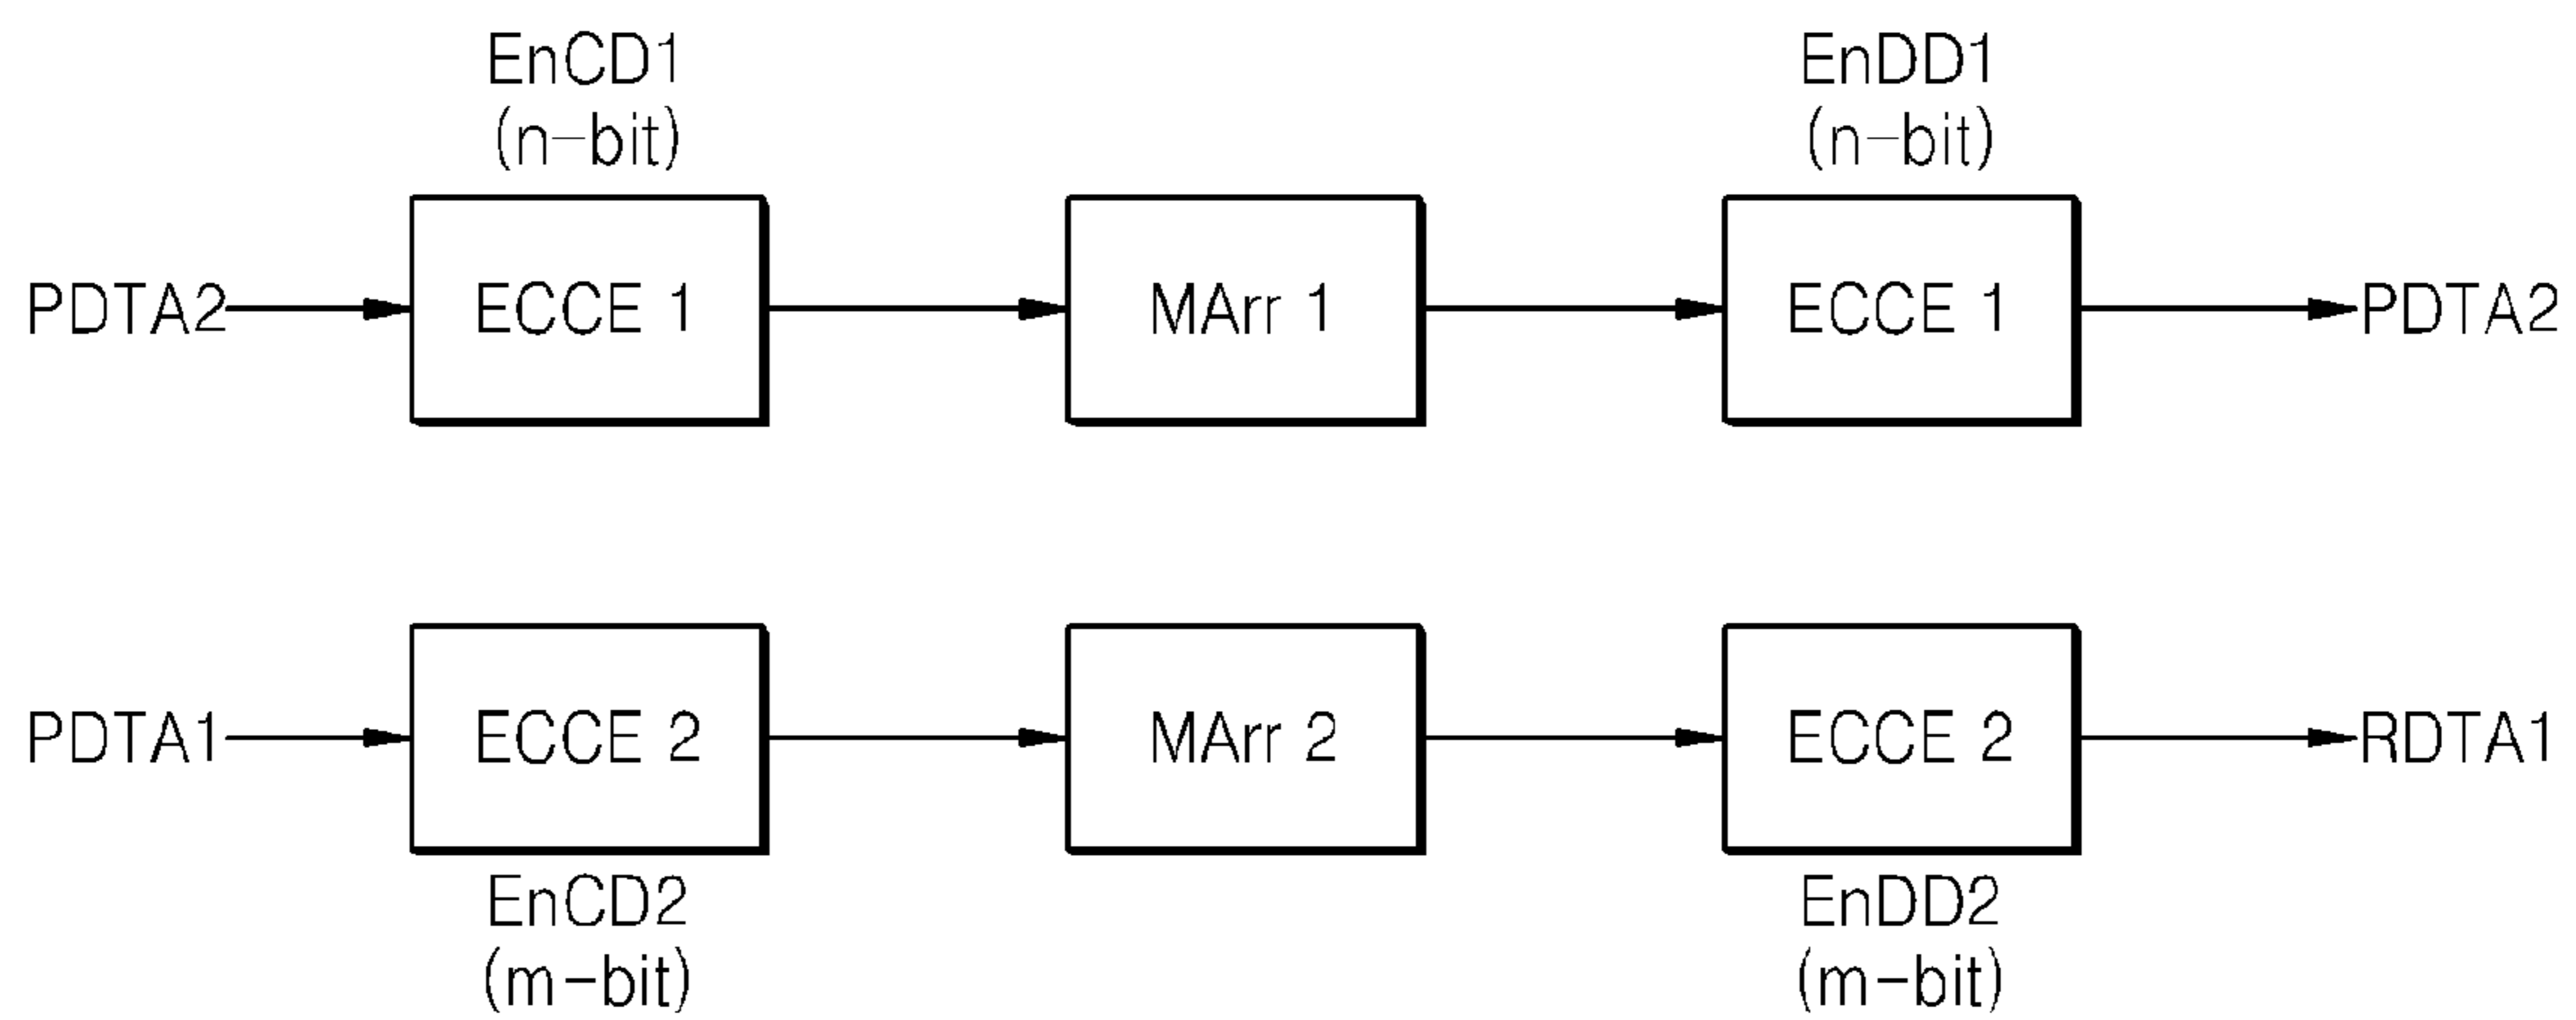 EnCD1
(n-bit)
EnDD1
(n-bit)
PDTA2
ECCE 1
MArr 1
ECCE 1
PDTA2
PDTA1
ECCE 2
MArr 2
ECCE 2
RDTA1
EnCD2
(m-bit)
EnDD2
(m-bit)